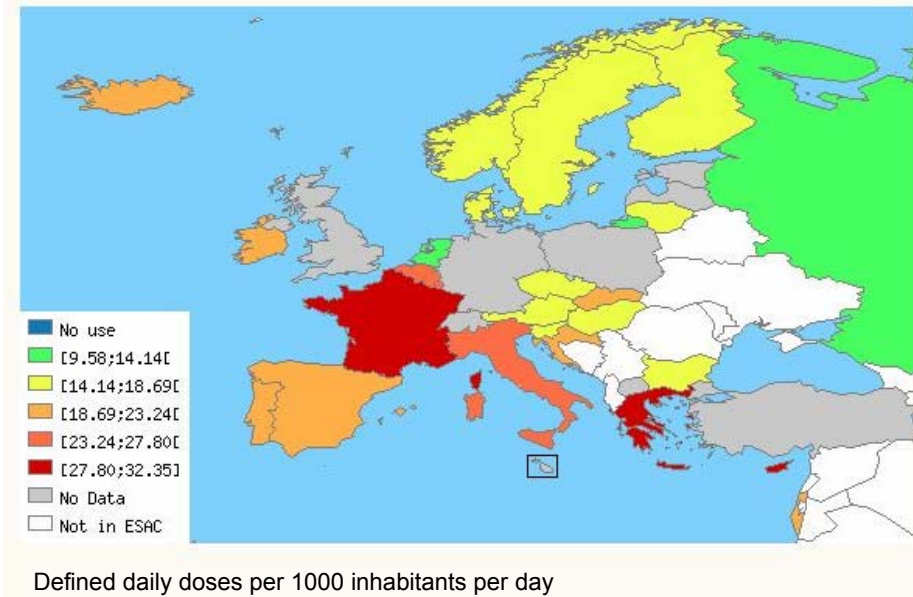 No use
[9.58;14.14[
[14.14;18.69[
[18.69;23.24[
[23.24;27.80[
[27.80;32.35]
No Data
Not in ESAC
Defined daily doses per 1000 inhabitants per day